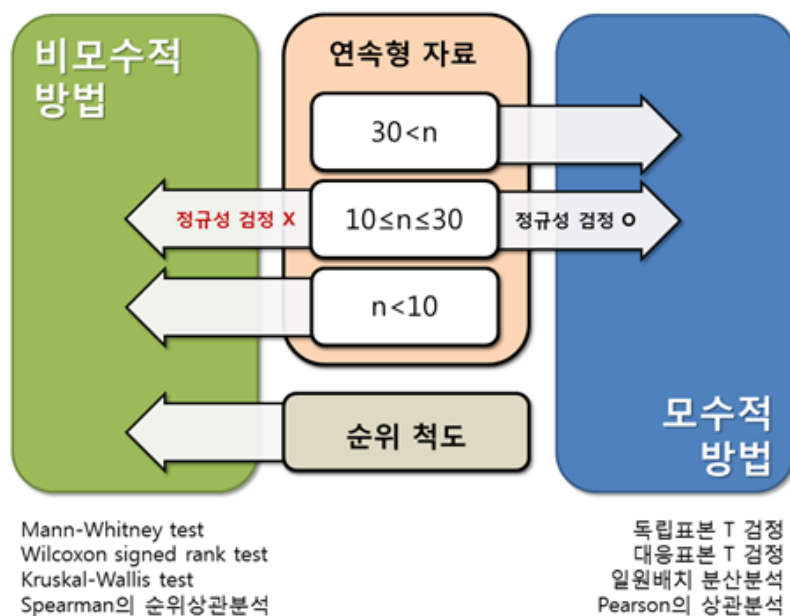 비모수적
방법
연속형 자료
30<n
정규성 검정 X
10≤n≤30
정규성 검정 O
n<10
순위 척도
모수적
방법
Mann-Whitney test
Wilcoxon signed rank test
Kruskal-Wallis test
Spearman의 순위상관분석
독립표본 T 검정
대응표본 T 검정
일원배치 분산분석
Pearson의 상관분석